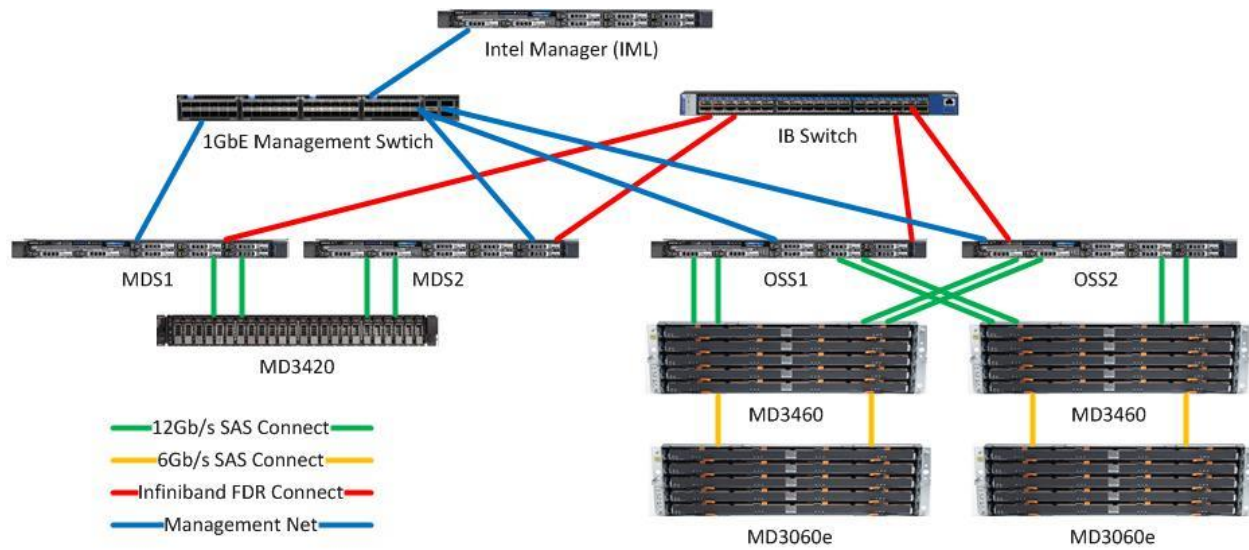 Intel Manager (IML)
1GbE Management Swtich
IB Switch
MDS1
MDS2
OSS1
OSS2
MD3420
MD3460
MD3460
12Gb/s SAS Connect
6Gb/s SAS Connect
Infiniband FDR Connect
Management Net
MD3060e
MD3060e